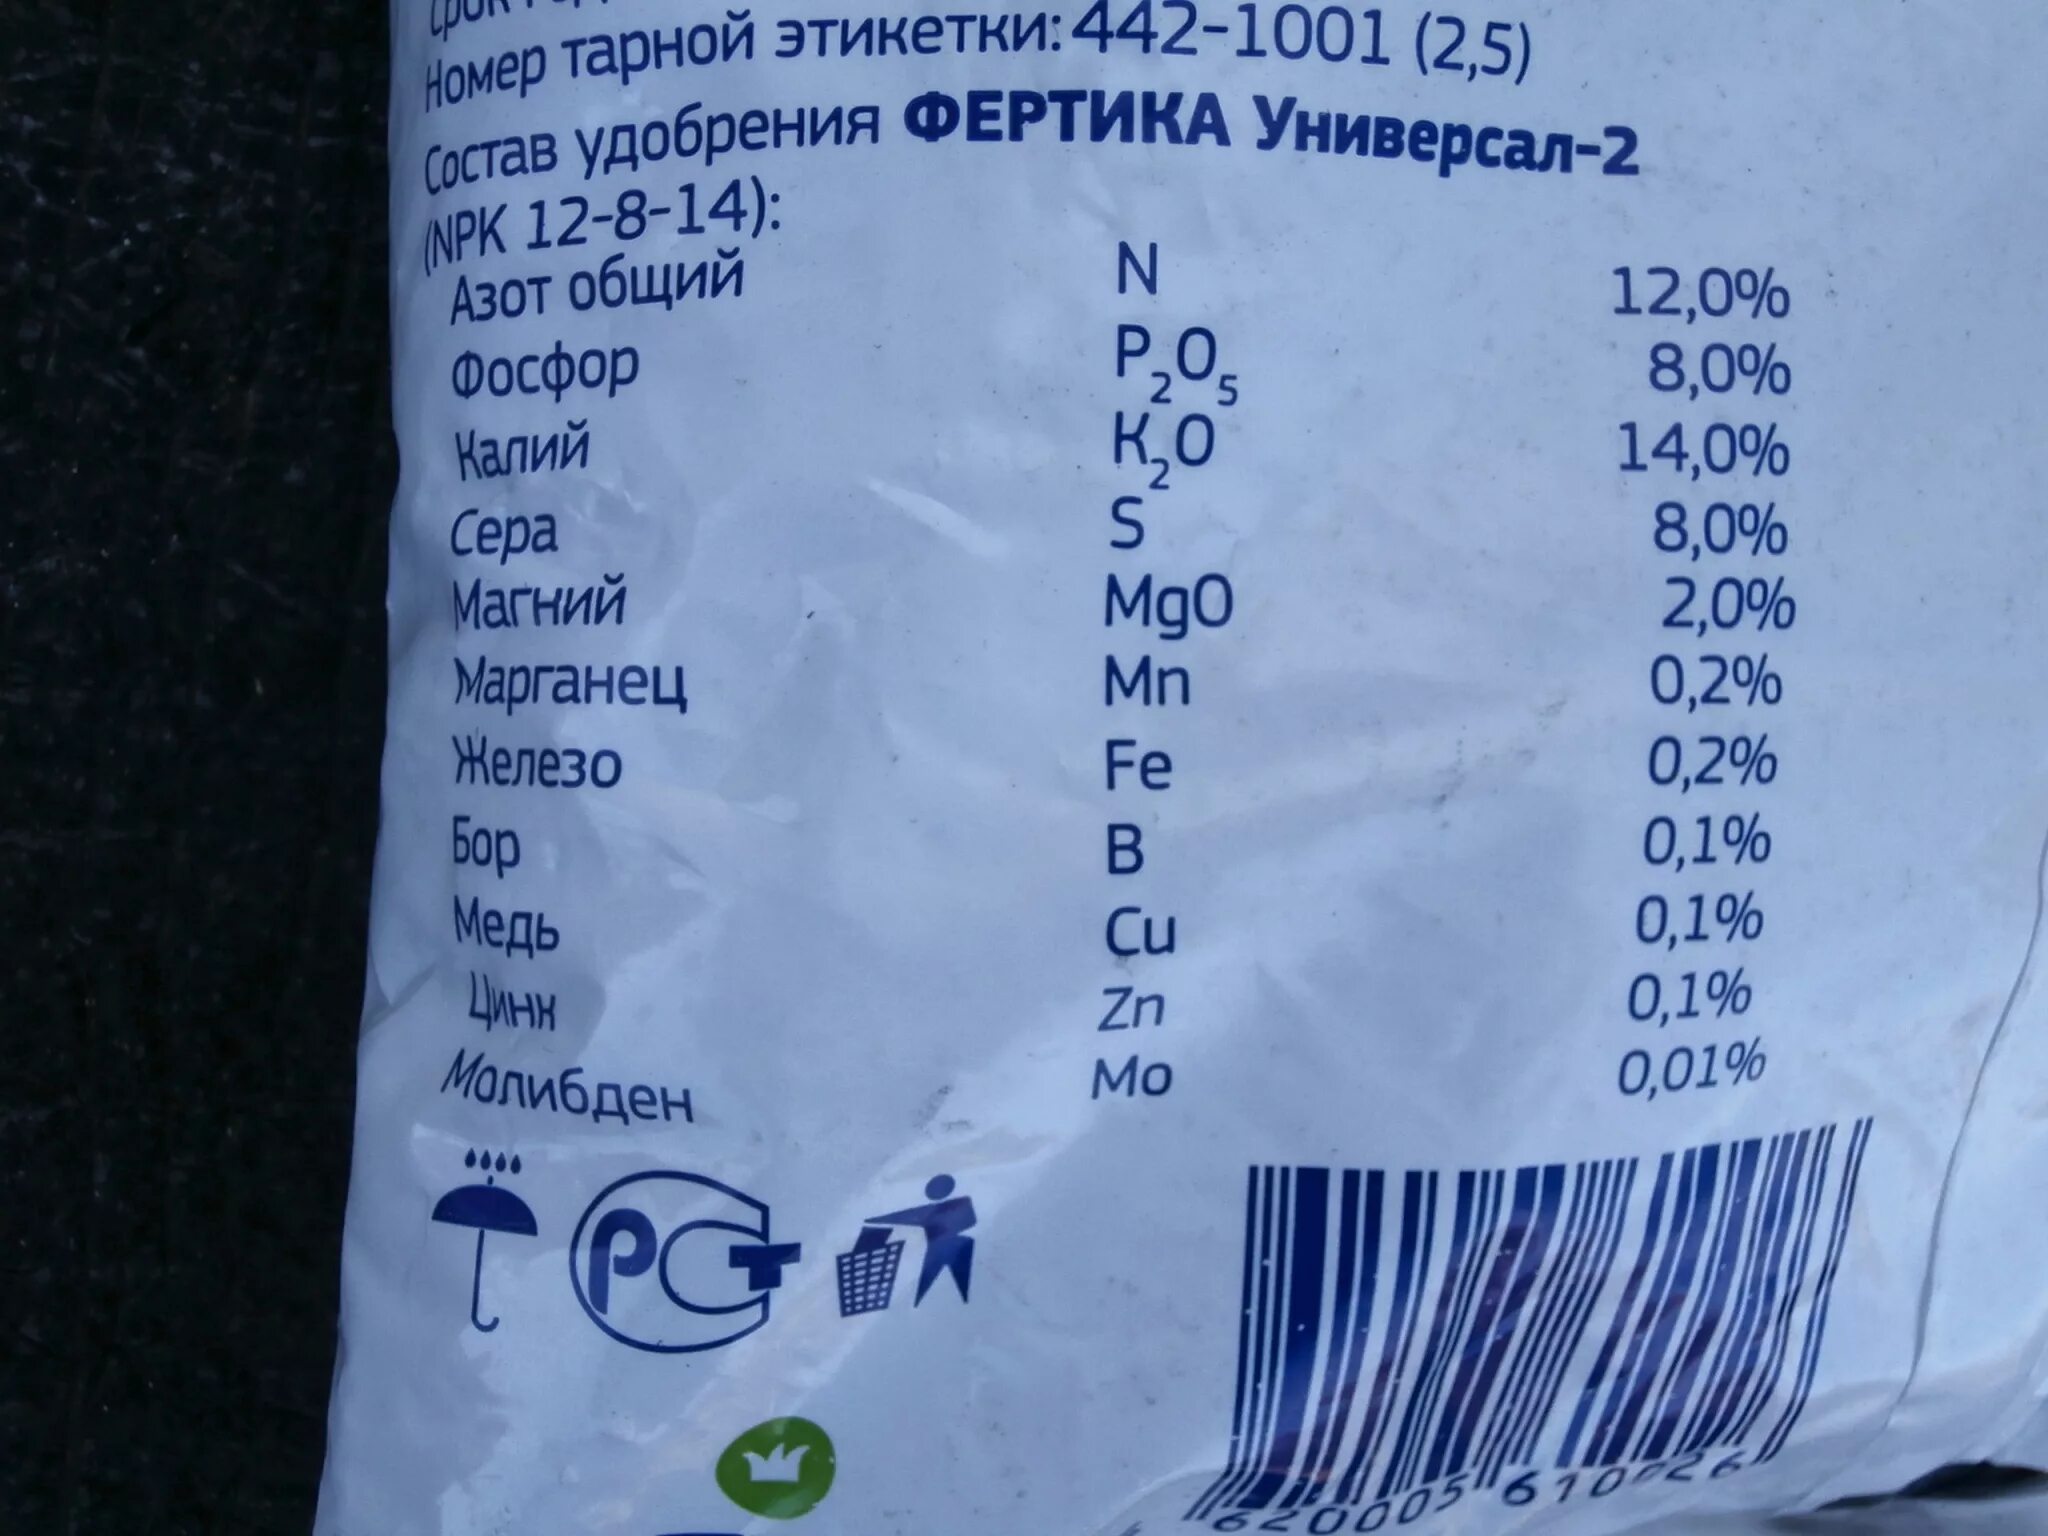 Срок
Номер тарной этикетки: 442-1001 (2,5)
Состав удобрения ФЕРТИКА Универсал-2
(NPK 12-8-14):
Азот общий N 12,0%
Фосфор P₂O₅ 8,0%
Калий K₂O 14,0%
Сера S 8,0%
Магний MgO 2,0%
Марганец Mn 0,2%
Железо Fe 0,2%
Бор B 0,1%
Медь Cu 0,1%
Цинк Zn 0,1%
Молибден Mo 0,01%
РСТ